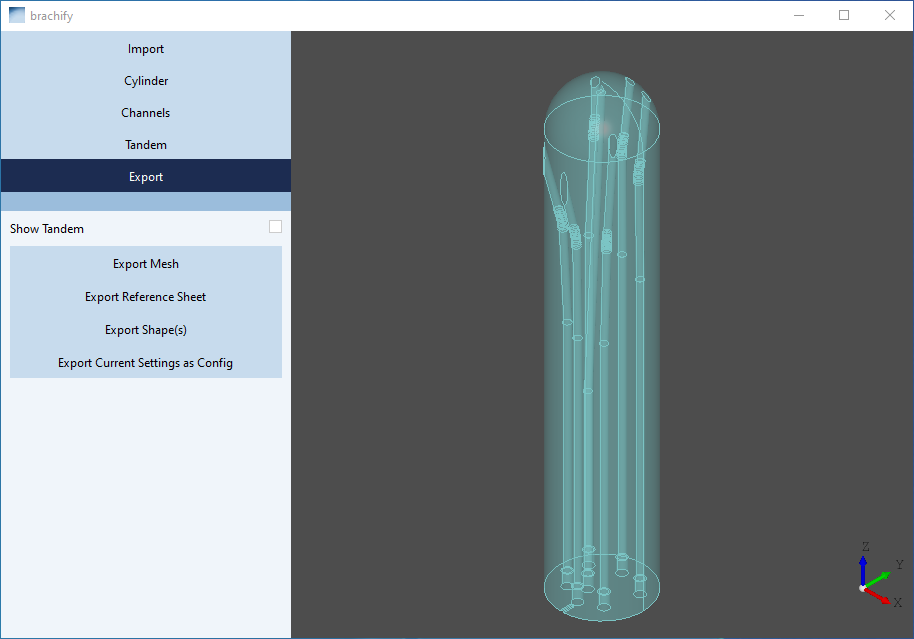 brachify
Import
Cylinder
Channels
Tandem
Export
Show Tandem
Export Mesh
Export Reference Sheet
Export Shape(s)
Export Current Settings as Config
Z
Y
X